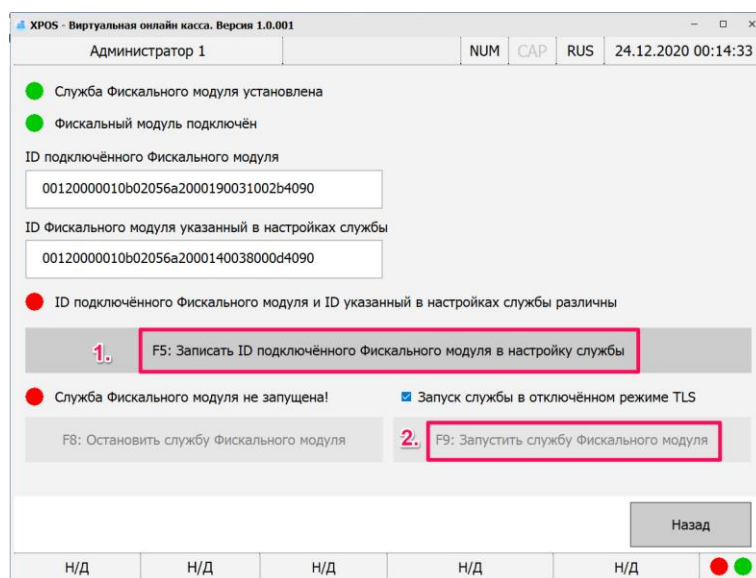 XPOS - Виртуальная онлайн касса. Версия 1.0.001
Администратор 1 NUM CAP RUS 24.12.2020 00:14:33
Служба Фискального модуля установлена
Фискальный модуль подключён
ID подключённого Фискального модуля
00120000010b02056a2000190031002b4090
ID Фискального модуля указанный в настройках службы
00120000010b02056a2000140038000d4090
ID подключённого Фискального модуля и ID указанный в настройках службы различны
1. F5: Записать ID подключённого Фискального модуля в настройку службы
Служба Фискального модуля не запущена! Запуск службы в отключённом режиме TLS
F8: Остановить службу Фискального модуля 2. F9: Запустить службу Фискального модуля
Назад
Н/Д Н/Д Н/Д Н/Д Н/Д